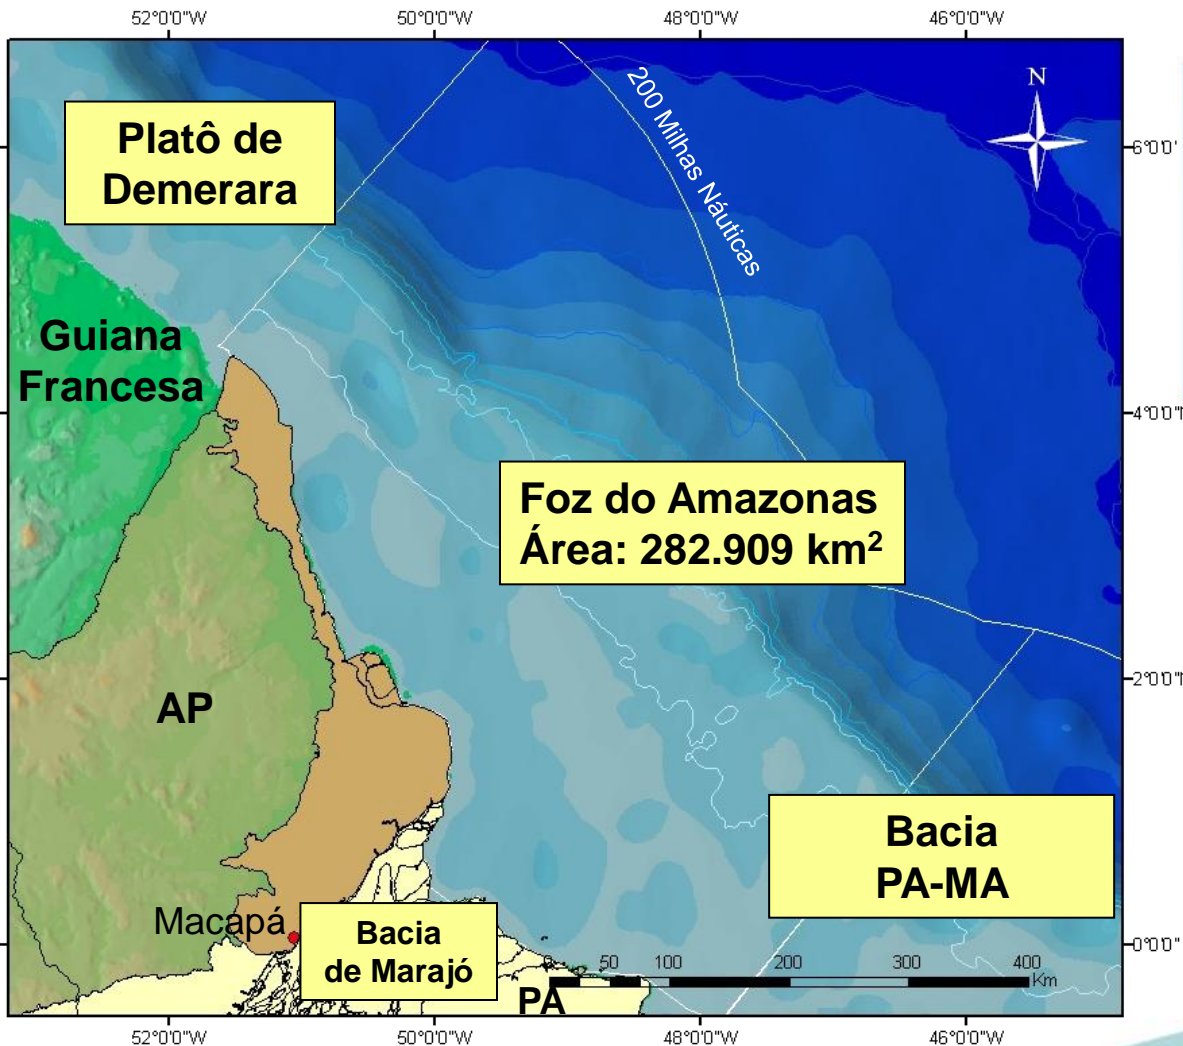 52°0'0"W
50°0'0"W
48°0'0"W
46°0'0"W
200 Milhas Náuticas
N
Platô de
Demerara
6°0'0"
Guiana
Francesa
4°0'0"N
Foz do Amazonas
Área: 282.909 km²
2°0'0"N
AP
Bacia
PA-MA
Macapá
Bacia
de Marajó
0°0'0"
0 50 100 200 300 400
Km
PA
52°0'0"W
50°0'0"W
48°0'0"W
46°0'0"W